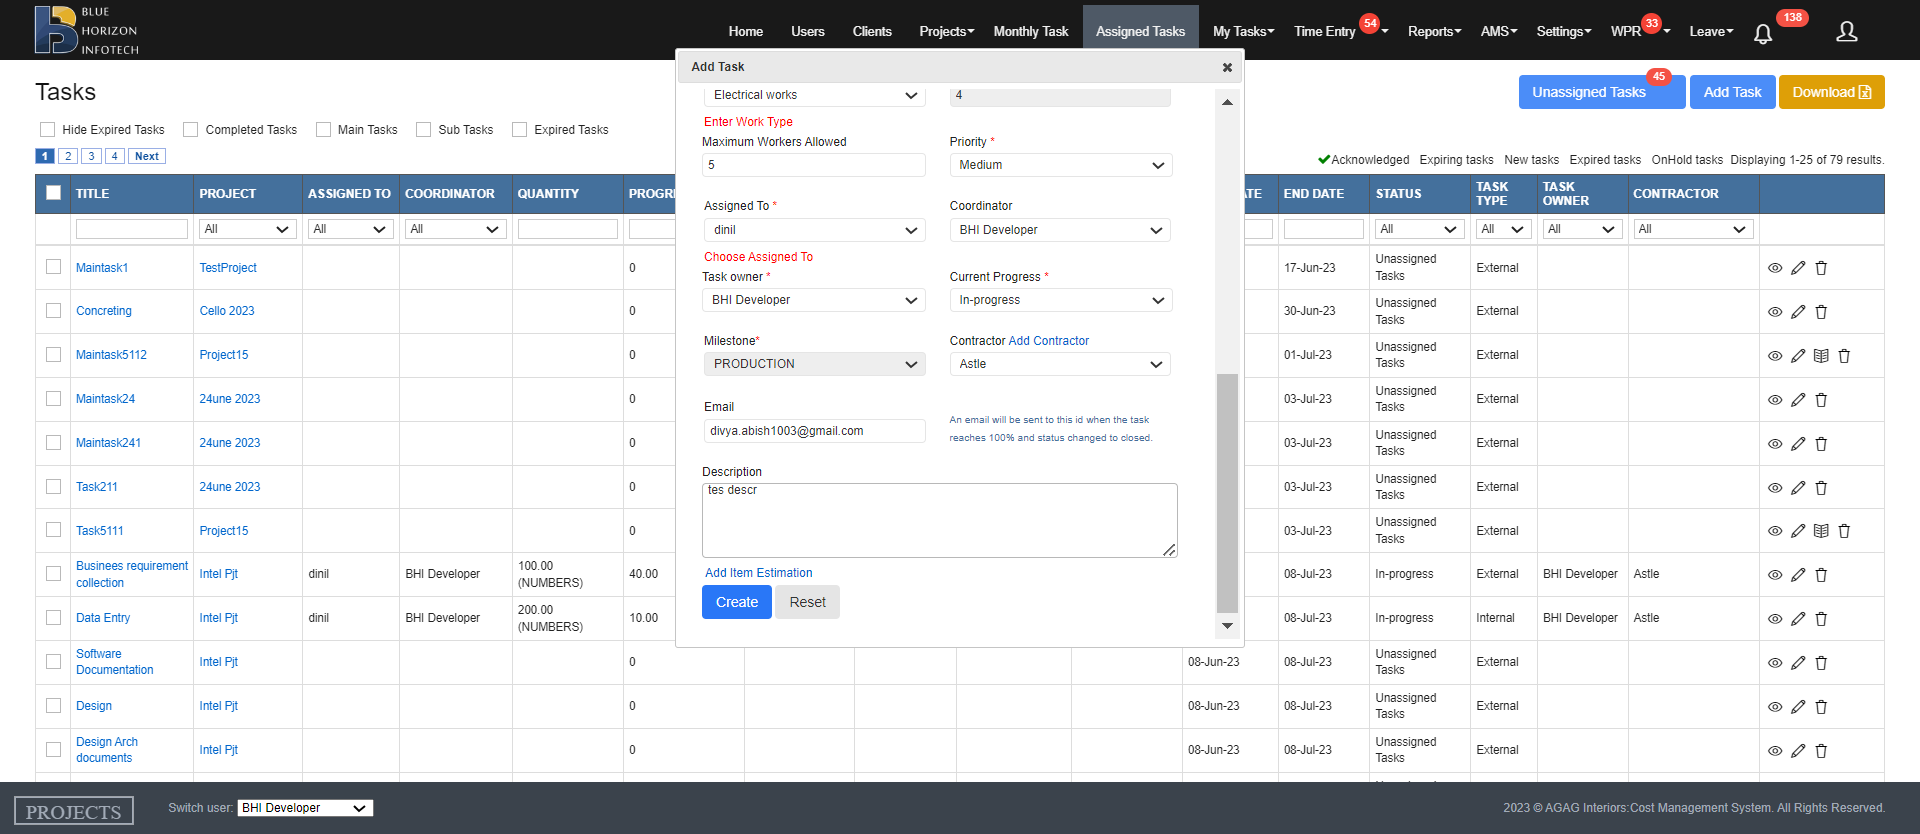 BLUE
HORIZON
INFOTECH
Home Users Clients Projects Monthly Task Assigned Tasks My Tasks Time Entry 54 Reports AMS Settings WPR 33 Leave 138
Add Task
Tasks
Unassigned Tasks 45 Add Task Download
Hide Expired Tasks Completed Tasks Main Tasks Sub Tasks Expired Tasks
1 2 3 4 Next
Acknowledged Expiring tasks New tasks Expired tasks OnHold tasks Displaying 1-25 of 79 results.
Electrical works 4
Enter Work Type
Maximum Workers Allowed Priority *
5 Medium
Assigned To * Coordinator
dinil BHI Developer
Choose Assigned To
Task owner * Current Progress *
BHI Developer In-progress
Milestone* Contractor Add Contractor
PRODUCTION Astle
Email
divya.abish1003@gmail.com
An email will be sent to this id when the task
reaches 100% and status changed to closed.
Description
tes descr
Add Item Estimation
Create Reset
TITLE PROJECT ASSIGNED TO COORDINATOR QUANTITY PROGR ATE END DATE STATUS TASK TYPE TASK OWNER CONTRACTOR
All All All All All All All
Maintask1 TestProject 0 17-Jun-23 Unassigned Tasks External
Concreting Cello 2023 0 30-Jun-23 Unassigned Tasks External
Maintask5112 Project15 0 01-Jul-23 Unassigned Tasks External
Maintask24 24une 2023 0 03-Jul-23 Unassigned Tasks External
Maintask241 24une 2023 0 03-Jul-23 Unassigned Tasks External
Task211 24une 2023 0 03-Jul-23 Unassigned Tasks External
Task5111 Project15 0 03-Jul-23 Unassigned Tasks External
Businees requirement collection Intel Pjt dinil BHI Developer 100.00 (NUMBERS) 40.00 08-Jul-23 In-progress External BHI Developer Astle
Data Entry Intel Pjt dinil BHI Developer 200.00 (NUMBERS) 10.00 08-Jul-23 In-progress Internal BHI Developer Astle
Software Documentation Intel Pjt 0 08-Jun-23 08-Jul-23 Unassigned Tasks External
Design Intel Pjt 0 08-Jun-23 08-Jul-23 Unassigned Tasks External
Design Arch documents Intel Pjt 0 08-Jun-23 08-Jul-23 Unassigned Tasks External
PROJECTS Switch user: BHI Developer 2023 © AGAG Interiors:Cost Management System. All Rights Reserved.